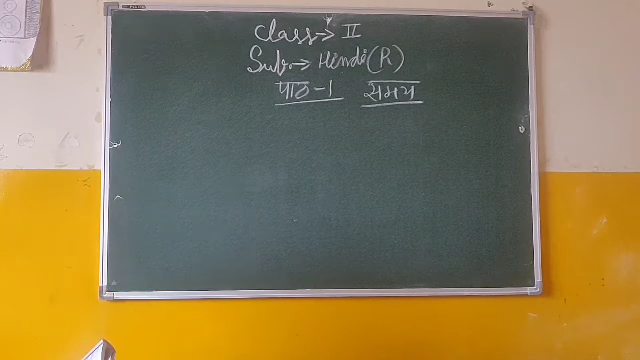 Class → II
Sub. → Hindi (R)
पाठ-1 समय